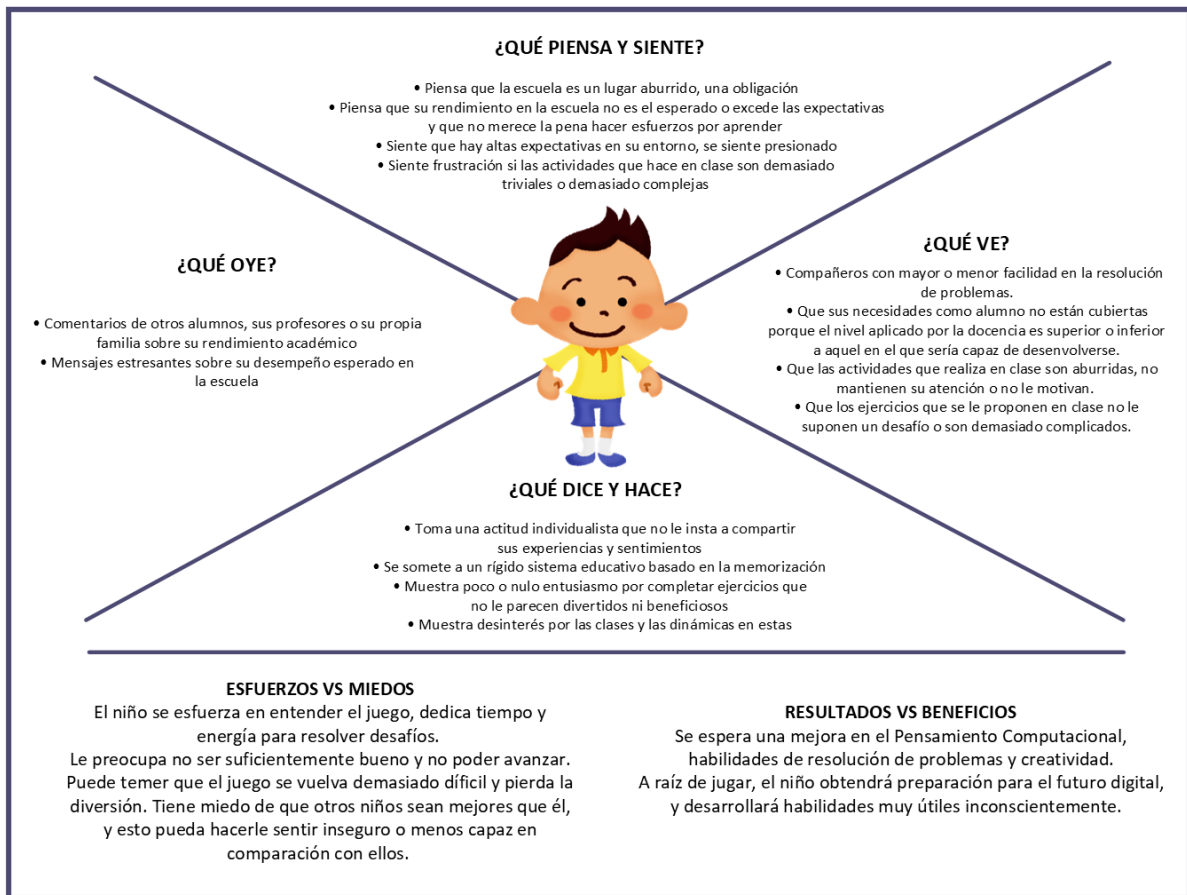 ¿QUÉ PIENSA Y SIENTE?
• Piensa que la escuela es un lugar aburrido, una obligación
• Piensa que su rendimiento en la escuela no es el esperado o excede las expectativas
y que no merece la pena hacer esfuerzos por aprender
• Siente que hay altas expectativas en su entorno, se siente presionado
• Siente frustración si las actividades que hace en clase son demasiado
triviales o demasiado complejas
¿QUÉ OYE?
• Comentarios de otros alumnos, sus profesores o su propia
familia sobre su rendimiento académico
• Mensajes estresantes sobre su desempeño esperado en
la escuela
¿QUÉ VE?
• Compañeros con mayor o menor facilidad en la resolución
de problemas.
• Que sus necesidades como alumno no están cubiertas
porque el nivel aplicado por la docencia es superior o inferior
a aquel en el que sería capaz de desenvolverse.
• Que las actividades que realiza en clase son aburridas, no
mantienen su atención o no le motivan.
• Que los ejercicios que se le proponen en clase no le
suponen un desafío o son demasiado complicados.
¿QUÉ DICE Y HACE?
• Toma una actitud individualista que no le insta a compartir
sus experiencias y sentimientos
• Se somete a un rígido sistema educativo basado en la memorización
• Muestra poco o nulo entusiasmo por completar ejercicios que
no le parecen divertidos ni beneficiosos
• Muestra desinterés por las clases y las dinámicas en estas
ESFUERZOS VS MIEDOS
El niño se esfuerza en entender el juego, dedica tiempo y
energía para resolver desafíos.
Le preocupa no ser suficientemente bueno y no poder avanzar.
Puede temer que el juego se vuelva demasiado difícil y pierda la
diversión. Tiene miedo de que otros niños sean mejores que él,
y esto pueda hacerle sentir inseguro o menos capaz en
comparación con ellos.
RESULTADOS VS BENEFICIOS
Se espera una mejora en el Pensamiento Computacional,
habilidades de resolución de problemas y creatividad.
A raíz de jugar, el niño obtendrá preparación para el futuro digital,
y desarrollará habilidades muy útiles inconscientemente.